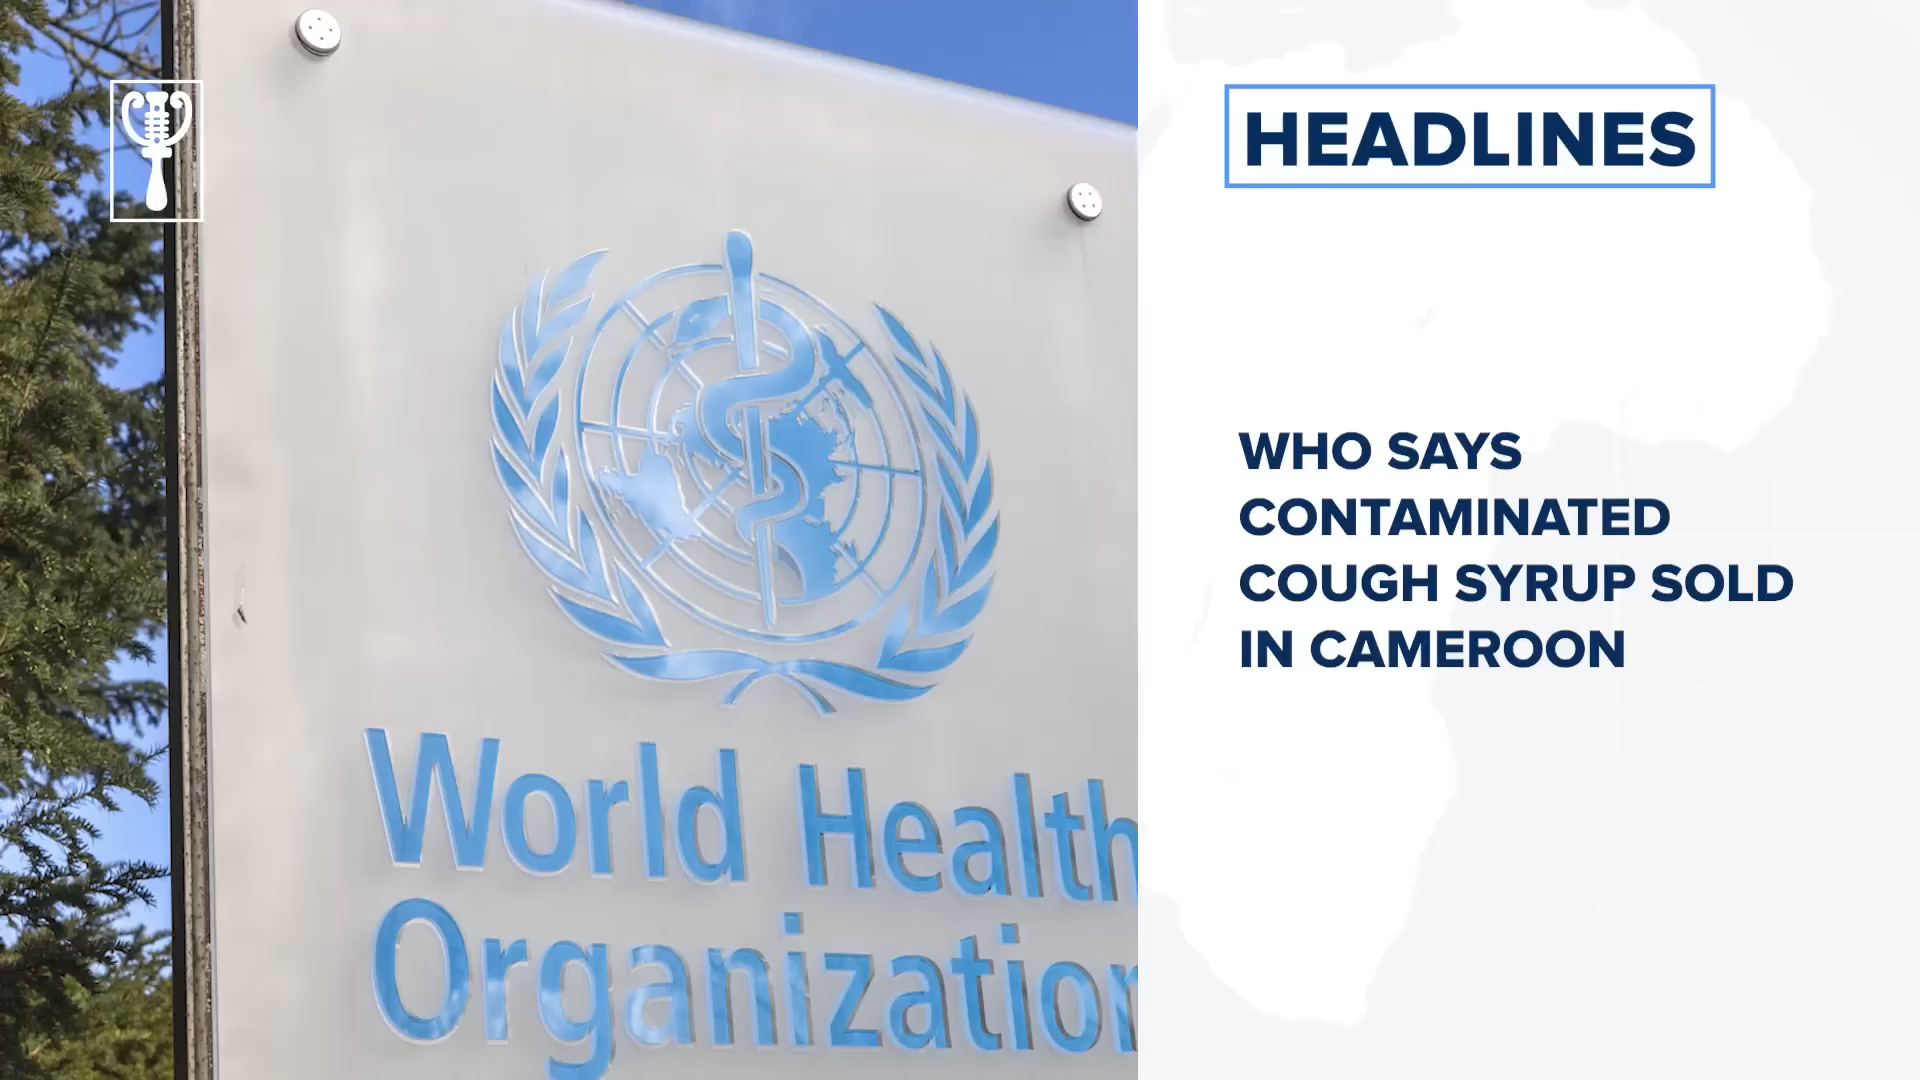 World Health
Organization
HEADLINES
WHO SAYS
CONTAMINATED
COUGH SYRUP SOLD
IN CAMEROON